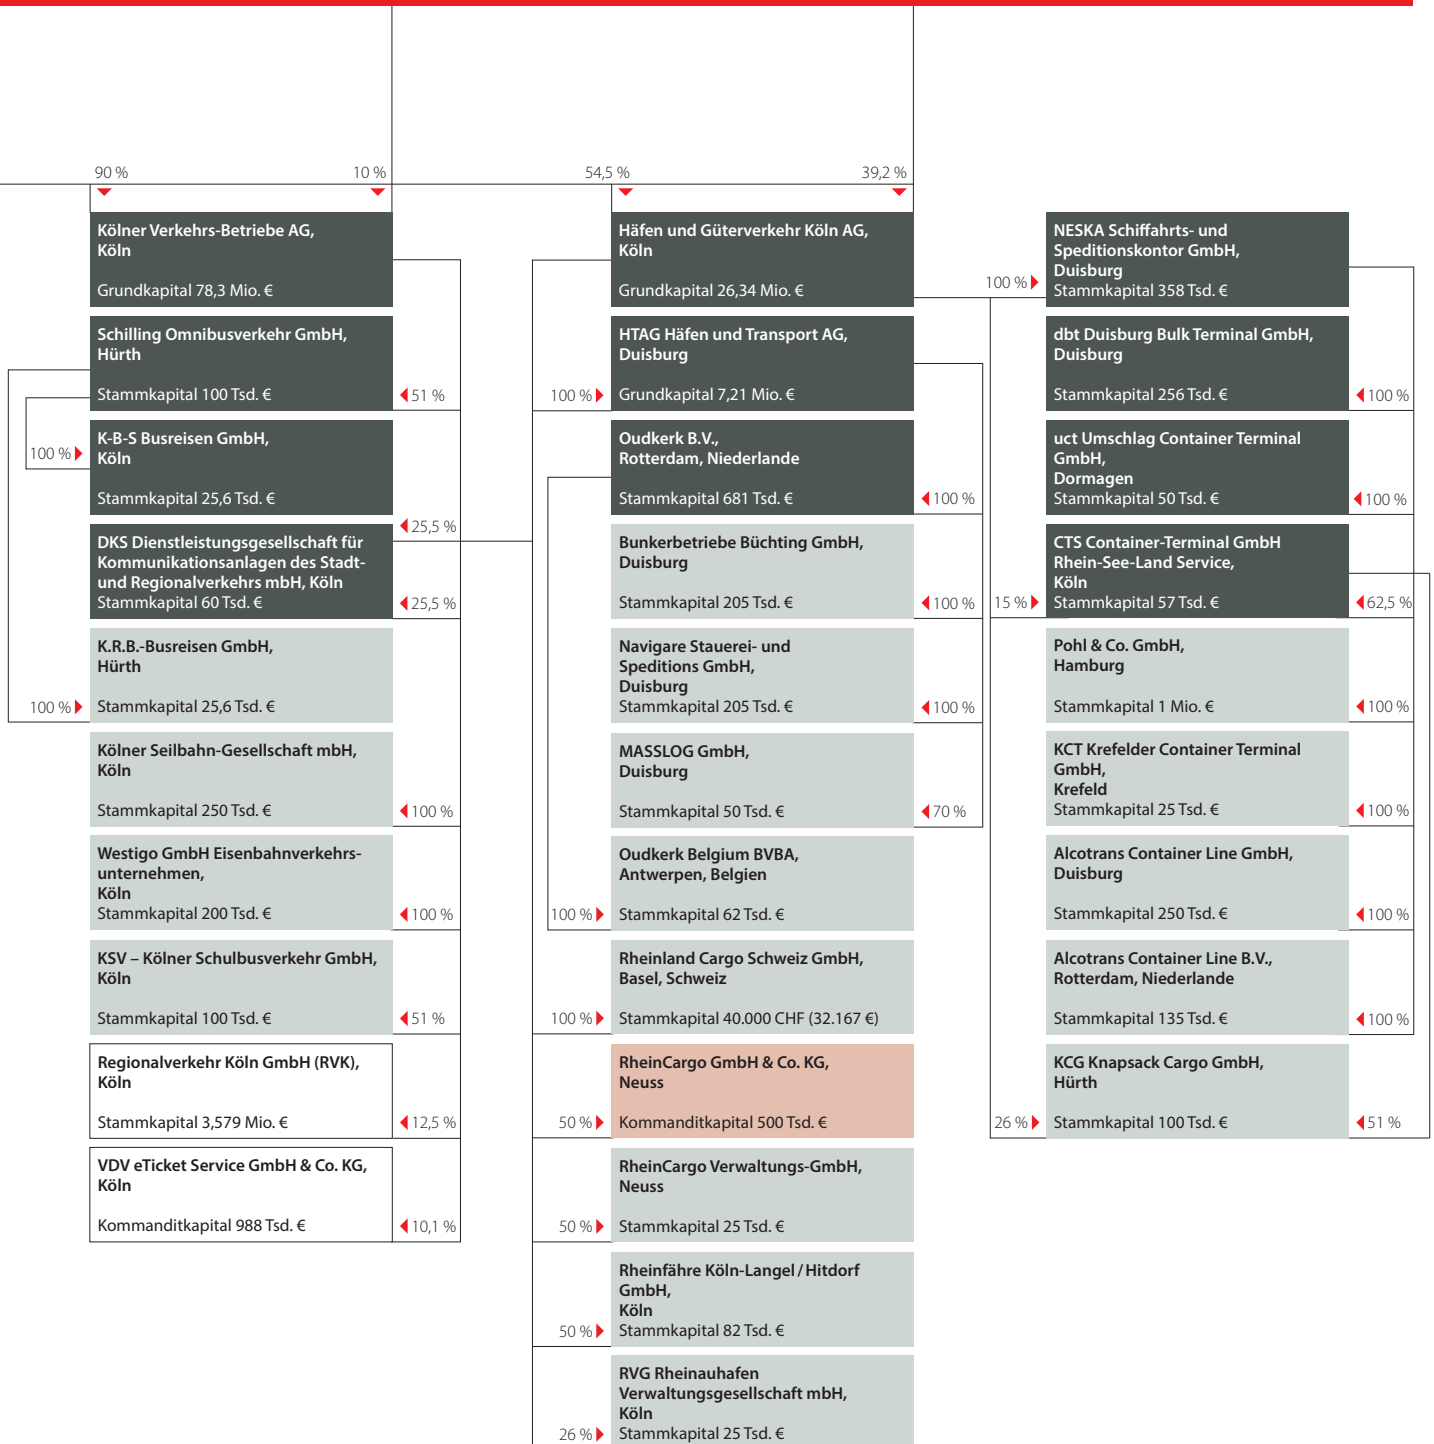 90 %
10 %
54,5 %
39,2 %
Kölner Verkehrs-Betriebe AG,
Köln
Grundkapital 78,3 Mio. €
Schilling Omnibusverkehr GmbH,
Hürth
Stammkapital 100 Tsd. €
51 %
K-B-S Busreisen GmbH,
Köln
100 %
Stammkapital 25,6 Tsd. €
25,5 %
DKS Dienstleistungsgesellschaft für
Kommunikationsanlagen des Stadt-
und Regionalverkehrs mbH, Köln
Stammkapital 60 Tsd. €
25,5 %
K.R.B.-Busreisen GmbH,
Hürth
100 %
Stammkapital 25,6 Tsd. €
Kölner Seilbahn-Gesellschaft mbH,
Köln
Stammkapital 250 Tsd. €
100 %
Westigo GmbH Eisenbahnverkehrs-
unternehmen,
Köln
Stammkapital 200 Tsd. €
100 %
KSV – Kölner Schulbusverkehr GmbH,
Köln
Stammkapital 100 Tsd. €
51 %
Regionalverkehr Köln GmbH (RVK),
Köln
Stammkapital 3,579 Mio. €
12,5 %
VDV eTicket Service GmbH & Co. KG,
Köln
Kommanditkapital 988 Tsd. €
10,1 %
Häfen und Güterverkehr Köln AG,
Köln
Grundkapital 26,34 Mio. €
HTAG Häfen und Transport AG,
Duisburg
100 %
Grundkapital 7,21 Mio. €
Oudkerk B.V.,
Rotterdam, Niederlande
Stammkapital 681 Tsd. €
100 %
Bunkerbetriebe Büchting GmbH,
Duisburg
Stammkapital 205 Tsd. €
100 %
Navigare Stauerei- und
Speditions GmbH,
Duisburg
Stammkapital 205 Tsd. €
100 %
MASSLOG GmbH,
Duisburg
Stammkapital 50 Tsd. €
70 %
Oudkerk Belgium BVBA,
Antwerpen, Belgien
100 %
Stammkapital 62 Tsd. €
Rheinland Cargo Schweiz GmbH,
Basel, Schweiz
100 %
Stammkapital 40.000 CHF (32.167 €)
RheinCargo GmbH & Co. KG,
Neuss
50 %
Kommanditkapital 500 Tsd. €
RheinCargo Verwaltungs-GmbH,
Neuss
50 %
Stammkapital 25 Tsd. €
Rheinfähre Köln-Langel / Hitdorf
GmbH,
Köln
50 %
Stammkapital 82 Tsd. €
RVG Rheinauhafen
Verwaltungsgesellschaft mbH,
Köln
26 %
Stammkapital 25 Tsd. €
NESKA Schiffahrts- und
Speditionskontor GmbH,
Duisburg
100 %
Stammkapital 358 Tsd. €
dbt Duisburg Bulk Terminal GmbH,
Duisburg
Stammkapital 256 Tsd. €
100 %
uct Umschlag Container Terminal
GmbH,
Dormagen
Stammkapital 50 Tsd. €
100 %
CTS Container-Terminal GmbH
Rhein-See-Land Service,
Köln
15 %
Stammkapital 57 Tsd. €
62,5 %
Pohl & Co. GmbH,
Hamburg
Stammkapital 1 Mio. €
100 %
KCT Krefelder Container Terminal
GmbH,
Krefeld
Stammkapital 25 Tsd. €
100 %
Alcotrans Container Line GmbH,
Duisburg
Stammkapital 250 Tsd. €
100 %
Alcotrans Container Line B.V.,
Rotterdam, Niederlande
Stammkapital 135 Tsd. €
100 %
KCG Knapsack Cargo GmbH,
Hürth
26 %
Stammkapital 100 Tsd. €
51 %